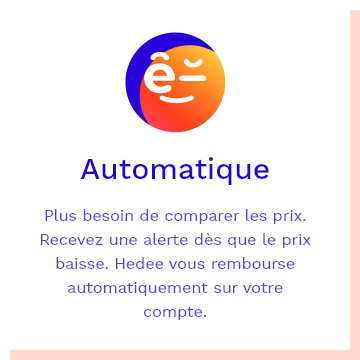 Automatique
Plus besoin de comparer les prix.
Recevez une alerte dès que le prix
baisse. Hedee vous rembourse
automatiquement sur votre
compte.